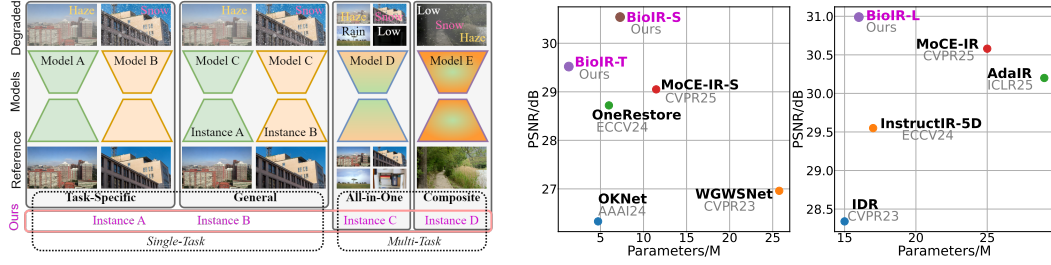 Degraded
Models
Reference
Ours
Haze
Snow
Haze
Snow
Haze
Snow
Rain
Low
Low
Snow
Haze
Model A
Model B
Model C
Model C
Model D
Model E
Instance A
Instance B
Task-Specific
General
All-in-One
Composite
Instance A
Instance B
Instance C
Instance D
Single-Task
Multi-Task
PSNR/dB
30
29
28
27
BioIR-S
Ours
BioIR-T
Ours
MoCE-IR-S
CVPR25
OneRestore
ECCV24
OKNet
AAAI24
WGWSNet
CVPR23
5
10
15
20
25
Parameters/M
PSNR/dB
31.0
30.5
30.0
29.5
29.0
28.5
BioIR-L
Ours
MoCE-IR
CVPR25
AdaIR
ICLR25
InstructIR-5D
ECCV24
IDR
CVPR23
15
20
25
Parameters/M